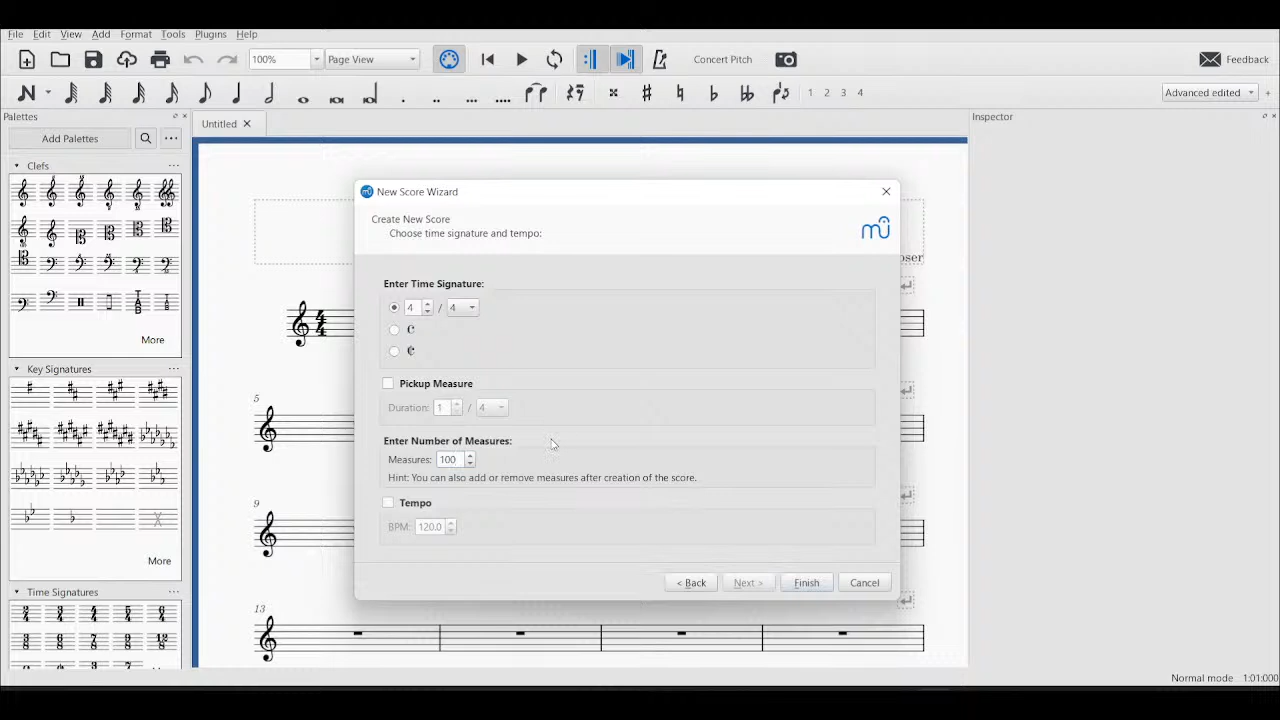 File Edit View Add Format Tools Plugins Help
100% Page View Concert Pitch Feedback
1 2 3 4 Advanced edited +
Palettes
Add Palettes
Clefs
More
Key Signatures
More
Time Signatures
Untitled
oser
5
9
13
New Score Wizard
Create New Score
Choose time signature and tempo:
Enter Time Signature:
4 / 4
Pickup Measure
Duration: 1 / 4
Enter Number of Measures:
Measures: 100
Hint: You can also add or remove measures after creation of the score.
Tempo
BPM: 120.0
< Back Next > Finish Cancel
Inspector
Normal mode 1:01:000